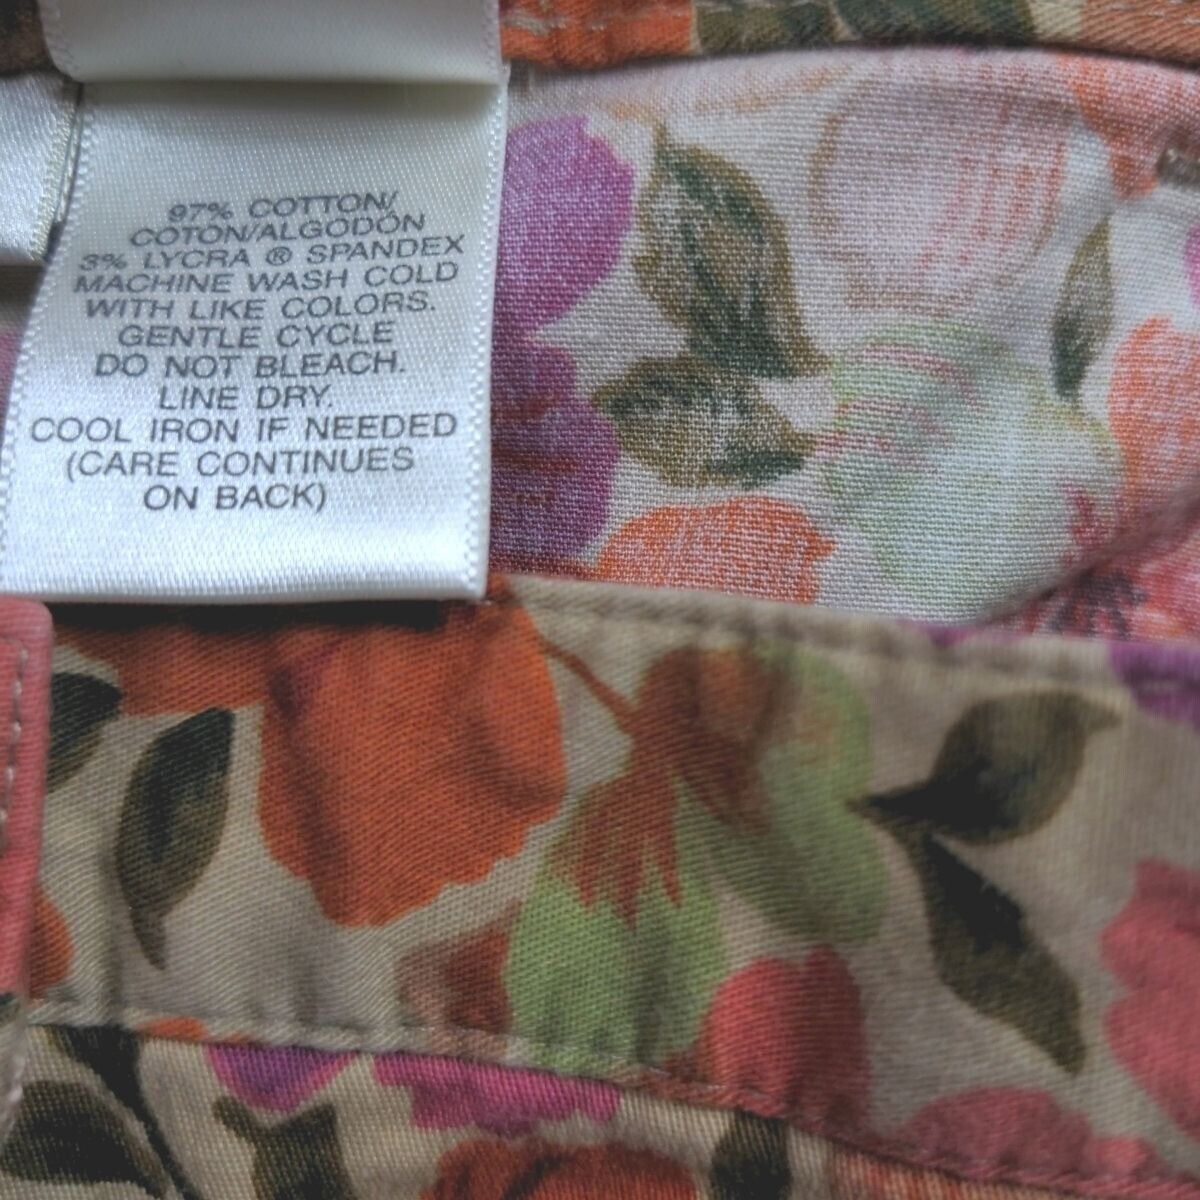 97% COTTON/
COTON/ALGODÓN
3% LYCRA ® SPANDEX
MACHINE WASH COLD
WITH LIKE COLORS.
GENTLE CYCLE
DO NOT BLEACH.
LINE DRY.
COOL IRON IF NEEDED
(CARE CONTINUES
ON BACK)